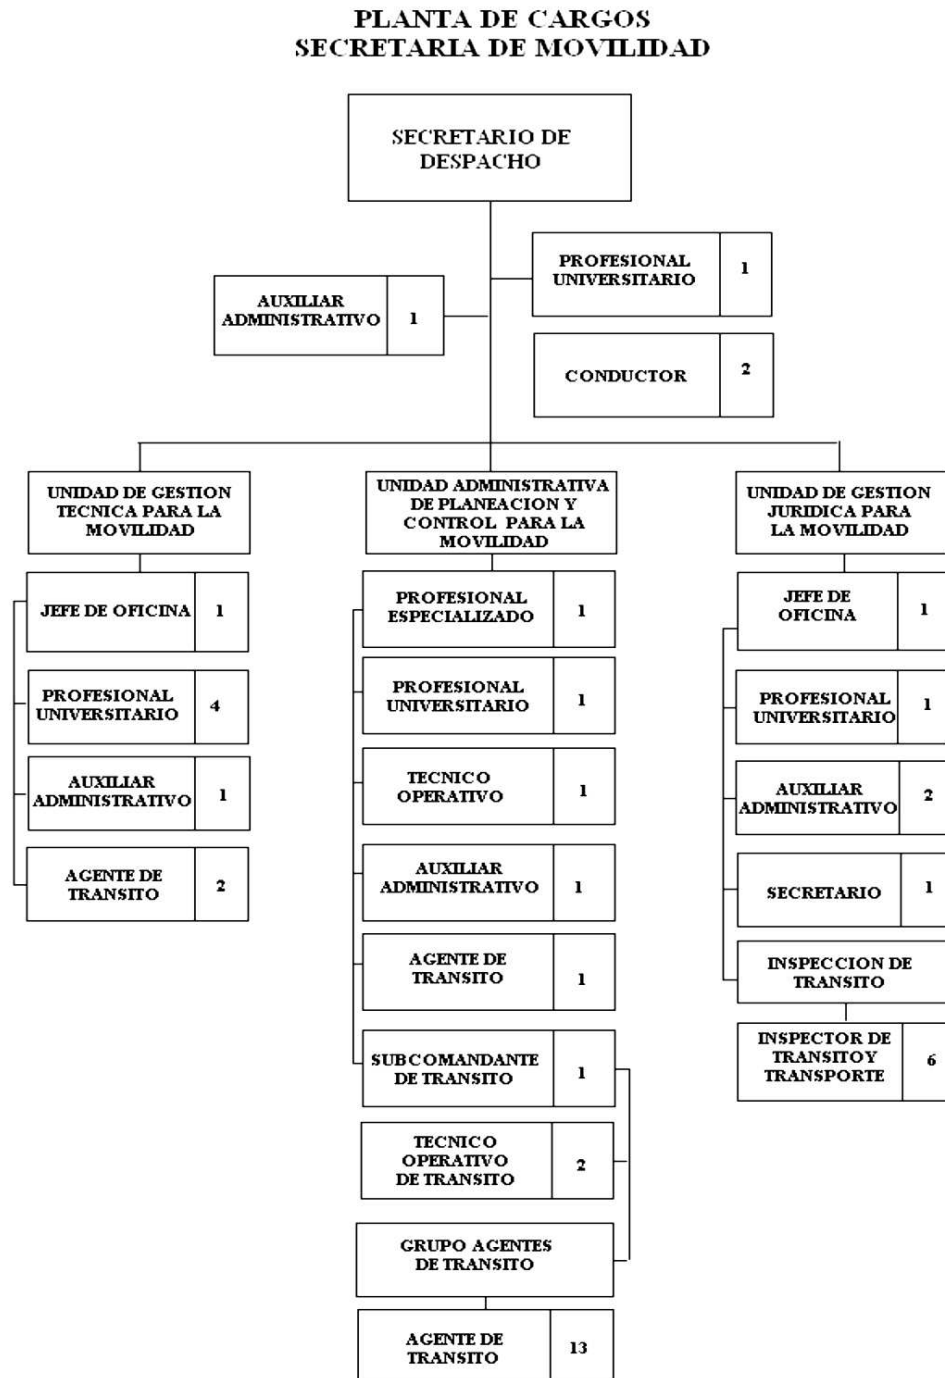 PLANTA DE CARGOS
SECRETARIA DE MOVILIDAD
SECRETARIO DE
DESPACHO
PROFESIONAL
UNIVERSITARIO
1
AUXILIAR
ADMINISTRATIVO
1
CONDUCTOR
2
UNIDAD DE GESTION
TECNICA PARA LA
MOVILIDAD
JEFE DE OFICINA
1
PROFESIONAL
UNIVERSITARIO
4
AUXILIAR
ADMINISTRATIVO
1
AGENTE DE
TRANSITO
2
UNIDAD ADMINISTRATIVA
DE PLANEACION Y
CONTROL PARA LA
MOVILIDAD
PROFESIONAL
ESPECIALIZADO
1
PROFESIONAL
UNIVERSITARIO
1
TECNICO
OPERATIVO
1
AUXILIAR
ADMINISTRATIVO
1
AGENTE DE
TRANSITO
1
SUBCOMANDANTE
DE TRANSITO
1
TECNICO
OPERATIVO
DE TRANSITO
2
GRUPO AGENTES
DE TRANSITO
AGENTE DE
TRANSITO
13
UNIDAD DE GESTION
JURIDICA PARA
LA MOVILIDAD
JEFE DE
OFICINA
1
PROFESIONAL
UNIVERSITARIO
1
AUXILIAR
ADMINISTRATIVO
2
SECRETARIO
1
INSPECCION DE
TRANSITO
INSPECTOR DE
TRANSITO Y
TRANSPORTE
6